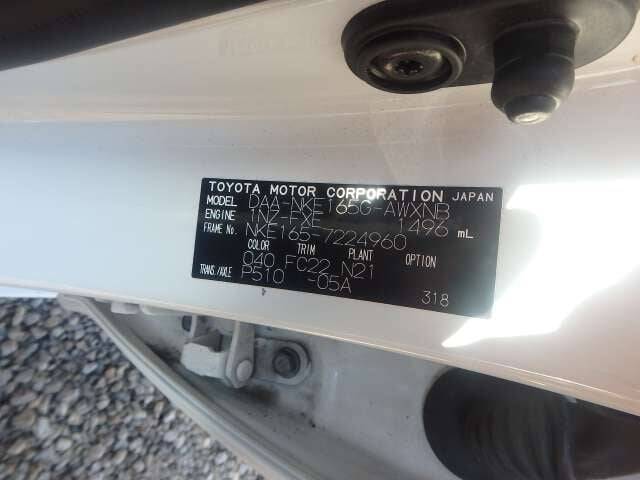 TOYOTA MOTOR CORPORATION JAPAN
MODEL DAA-NKE165G-AWXNB
ENGINE 1NZ-FXE 1496 mL
FRAME No. NKE165-7224960
COLOR TRIM PLANT OPTION
040 FC22 N21
TRANS./AXLE P510 -05A
318